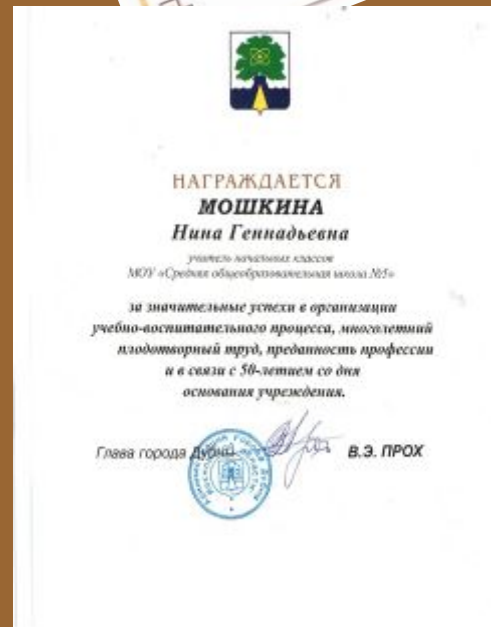 НАГРАЖДАЕТСЯ
МОШКИНА
Нина Геннадьевна
учитель начальных классов
МОУ «Средняя общеобразовательная школа №5»
за значительные успехи в организации
учебно-воспитательного процесса, многолетний
плодотворный труд, преданность профессии
и в связи с 50-летием со дня
основания учреждения.
Глава города Дубны В.Э. ПРОХ